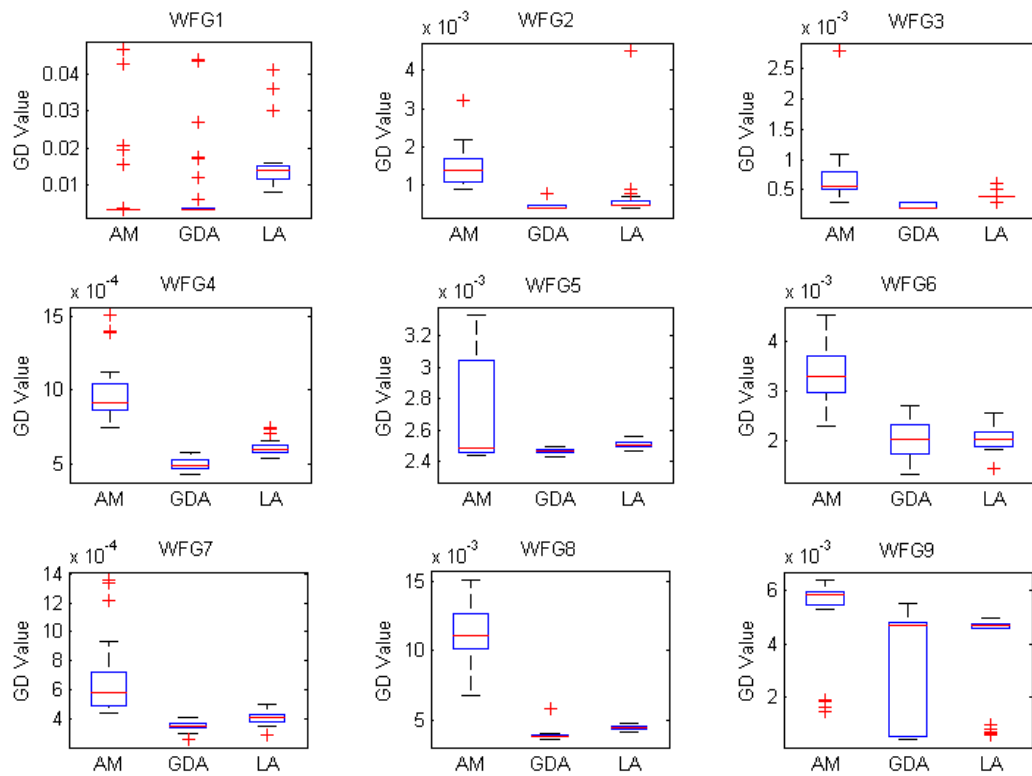 WFG1
GD Value
0.04
0.03
0.02
0.01
AM GDA LA
WFG2
x 10-3
GD Value
4
3
2
1
AM GDA LA
WFG3
x 10-3
GD Value
2.5
2
1.5
1
0.5
AM GDA LA
WFG4
x 10-4
GD Value
15
10
5
AM GDA LA
WFG5
x 10-3
GD Value
3.2
3
2.8
2.6
2.4
AM GDA LA
WFG6
x 10-3
GD Value
4
3
2
AM GDA LA
WFG7
x 10-4
GD Value
14
12
10
8
6
4
AM GDA LA
WFG8
x 10-3
GD Value
15
10
5
AM GDA LA
WFG9
x 10-3
GD Value
6
4
2
AM GDA LA